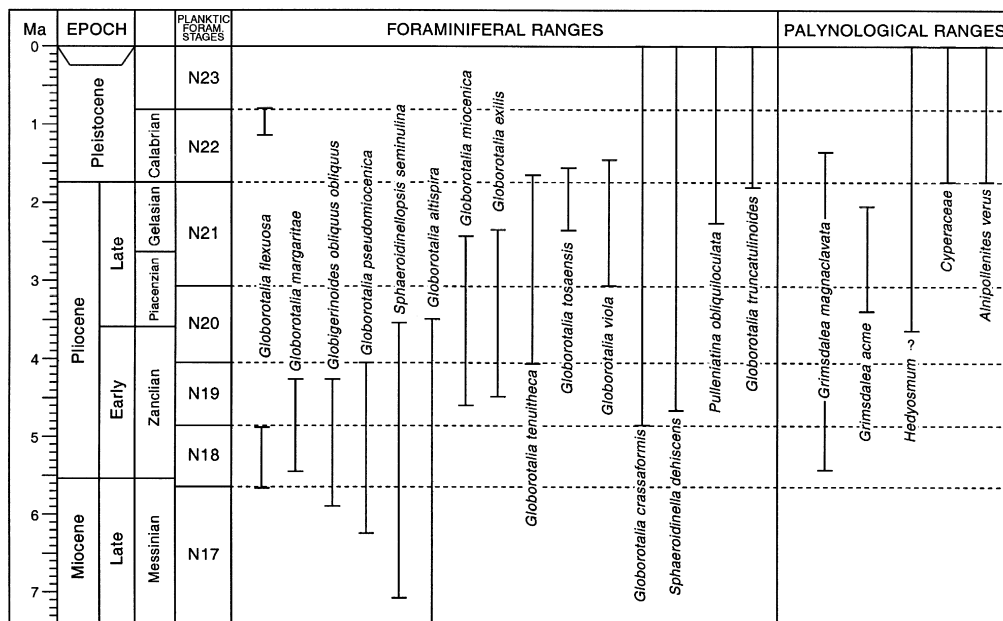 Ma
EPOCH
PLANKTIC
FORAM.
STAGES
FORAMINIFERAL RANGES
PALYNOLOGICAL RANGES
0
1
2
3
4
5
6
7
Pleistocene
Pliocene
Miocene
Late
Early
Late
Calabrian
Gelasian
Piacenzian
Zanclian
Messinian
N23
N22
N21
N20
N19
N18
N17
Globorotalia flexuosa
Globorotalia margaritae
Globigerinoides obliquus obliquus
Globorotalia pseudomiocenica
Sphaeroidinellopsis seminulina
Globorotalia altispira
Globorotalia miocenica
Globorotalia exilis
Globorotalia tenuitheca
Globorotalia tosaensis
Globorotalia viola
Globorotalia crassaformis
Sphaeroidinella dehiscens
Pulleniatina obliquiloculata
Globorotalia truncatulinoides
Grimsdalea magnaclavata
Grimsdalea acme
Hedyosmum ?
Cyperaceae
Alnipollenites verus